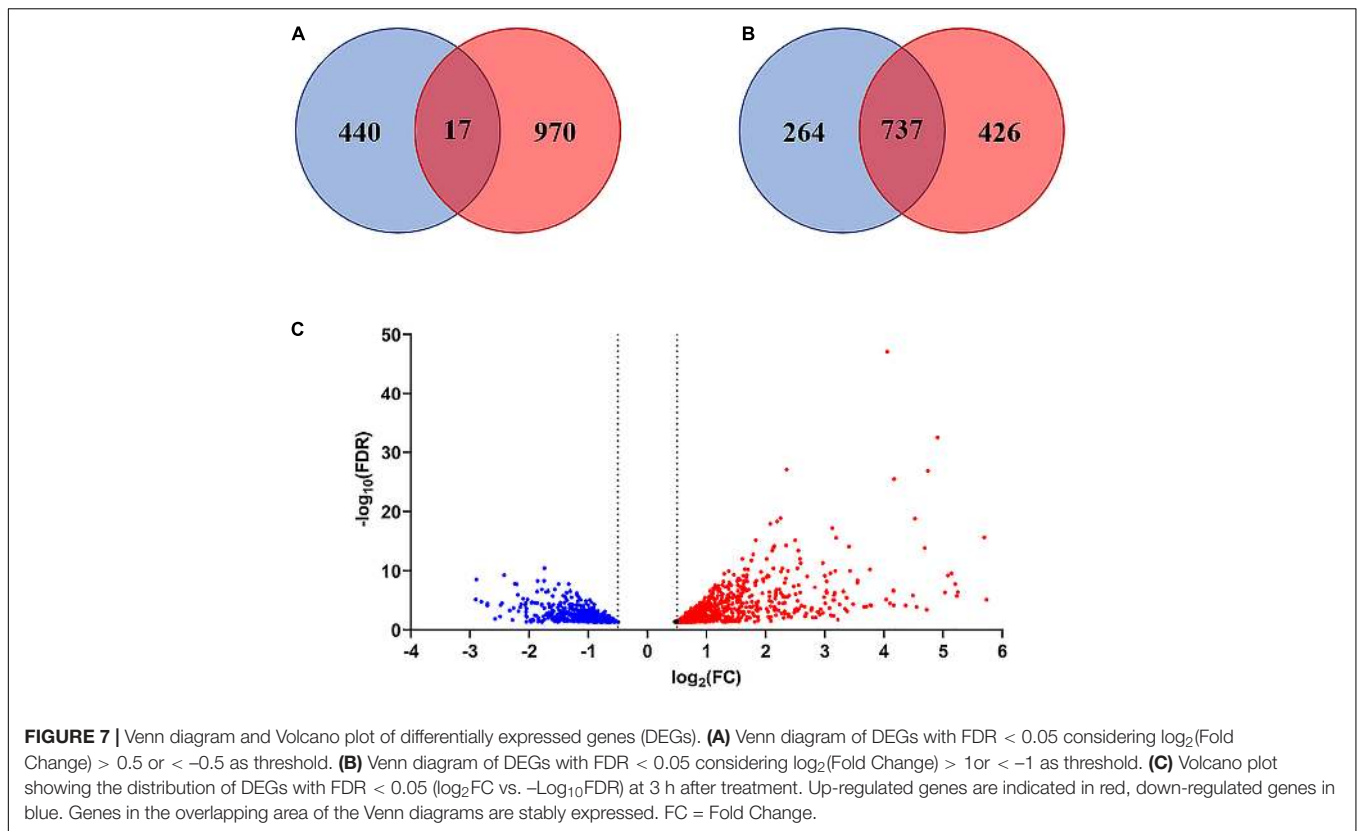 A
440
17
970
B
264
737
426
C
50
40
30
20
10
0
-log10(FDR)
-4 -3 -2 -1 0 1 2 3 4 5 6
log2(FC)
FIGURE 7 | Venn diagram and Volcano plot of differentially expressed genes (DEGs). (A) Venn diagram of DEGs with FDR < 0.05 considering log2(Fold
Change) > 0.5 or < –0.5 as threshold. (B) Venn diagram of DEGs with FDR < 0.05 considering log2(Fold Change) > 1or < –1 as threshold. (C) Volcano plot
showing the distribution of DEGs with FDR < 0.05 (log2FC vs. –Log10FDR) at 3 h after treatment. Up-regulated genes are indicated in red, down-regulated genes in
blue. Genes in the overlapping area of the Venn diagrams are stably expressed. FC = Fold Change.